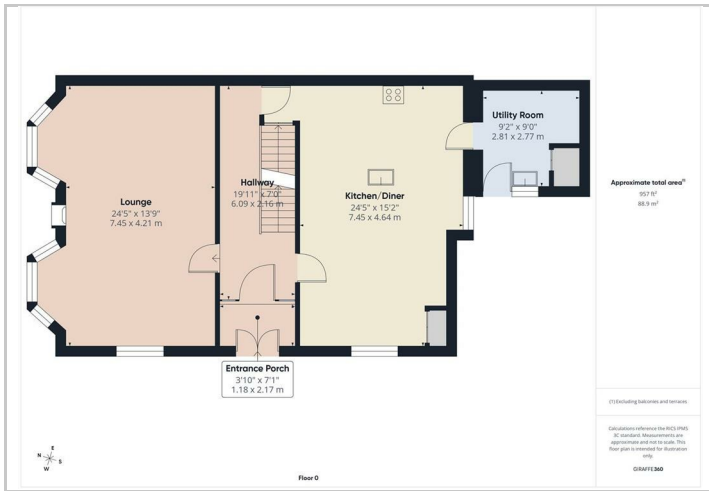 Lounge
24'5" x 13'9"
7.45 x 4.21 m
Hallway
19'11" x 7'0"
6.09 x 2.16 m
Kitchen/Diner
24'5" x 15'2"
7.45 x 4.64 m
Utility Room
9'2" x 9'0"
2.81 x 2.77 m
Entrance Porch
3'10" x 7'1"
1.18 x 2.17 m
Approximate total area(1)
957 ft²
88.9 m²
(1) Excluding balconies and terraces
Calculations reference the RICS IPMS
3C standard. Measurements are
approximate and not to scale. This
floor plan is intended for illustration
only.
GIRAFFE360
N
E
S
W
Floor 0